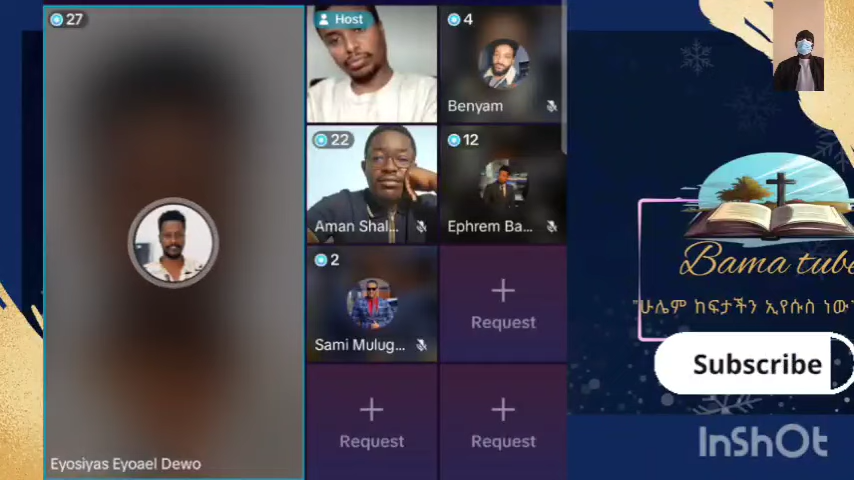 27
Host
4
Benyam
22
Aman Shal...
12
Ephrem Ba...
2
Sami Mulug...
Request
Request
Request
Eyosiyas Eyoael Dewo
Bama tube
"ሁሉም ከፍታችን ኢየሱስ ነው"
Subscribe
InShOt